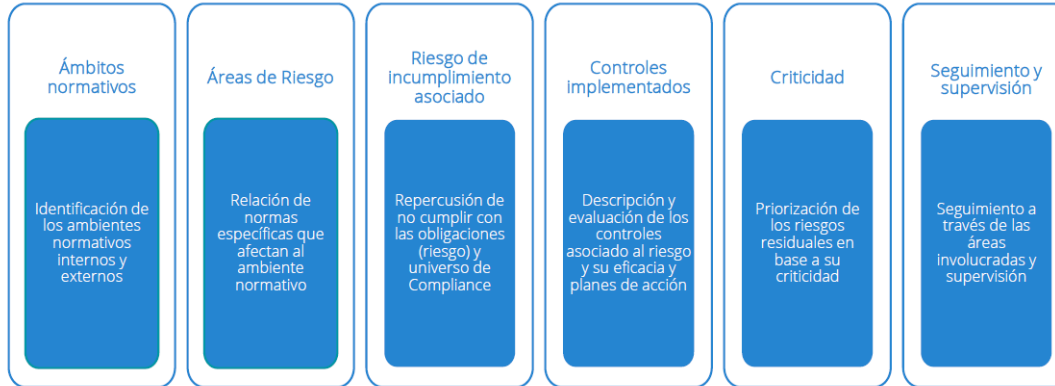 Ámbitos
normativos
Identificación de
los ambientes
normativos
internos y
externos
Áreas de Riesgo
Relación de
normas
específicas que
afectan al
ambiente
normativo
Riesgo de
incumplimiento
asociado
Repercusión de
no cumplir con
las obligaciones
(riesgo) y
universo de
Compliance
Controles
implementados
Descripción y
evaluación de los
controles
asociado al riesgo
y su eficacia y
planes de acción
Criticidad
Priorización de
los riesgos
residuales en
base a su
criticidad
Seguimiento y
supervisión
Seguimiento a
través de las
áreas
involucradas y
supervisión